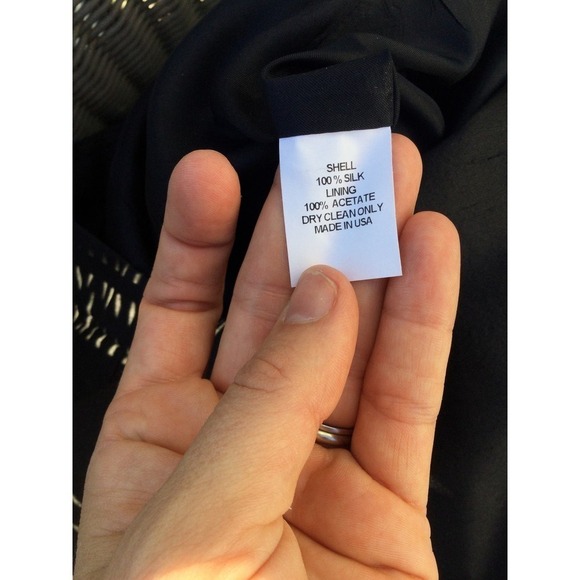 SHELL
100% SILK
LINING
100% ACETATE
DRY CLEAN ONLY
MADE IN USA